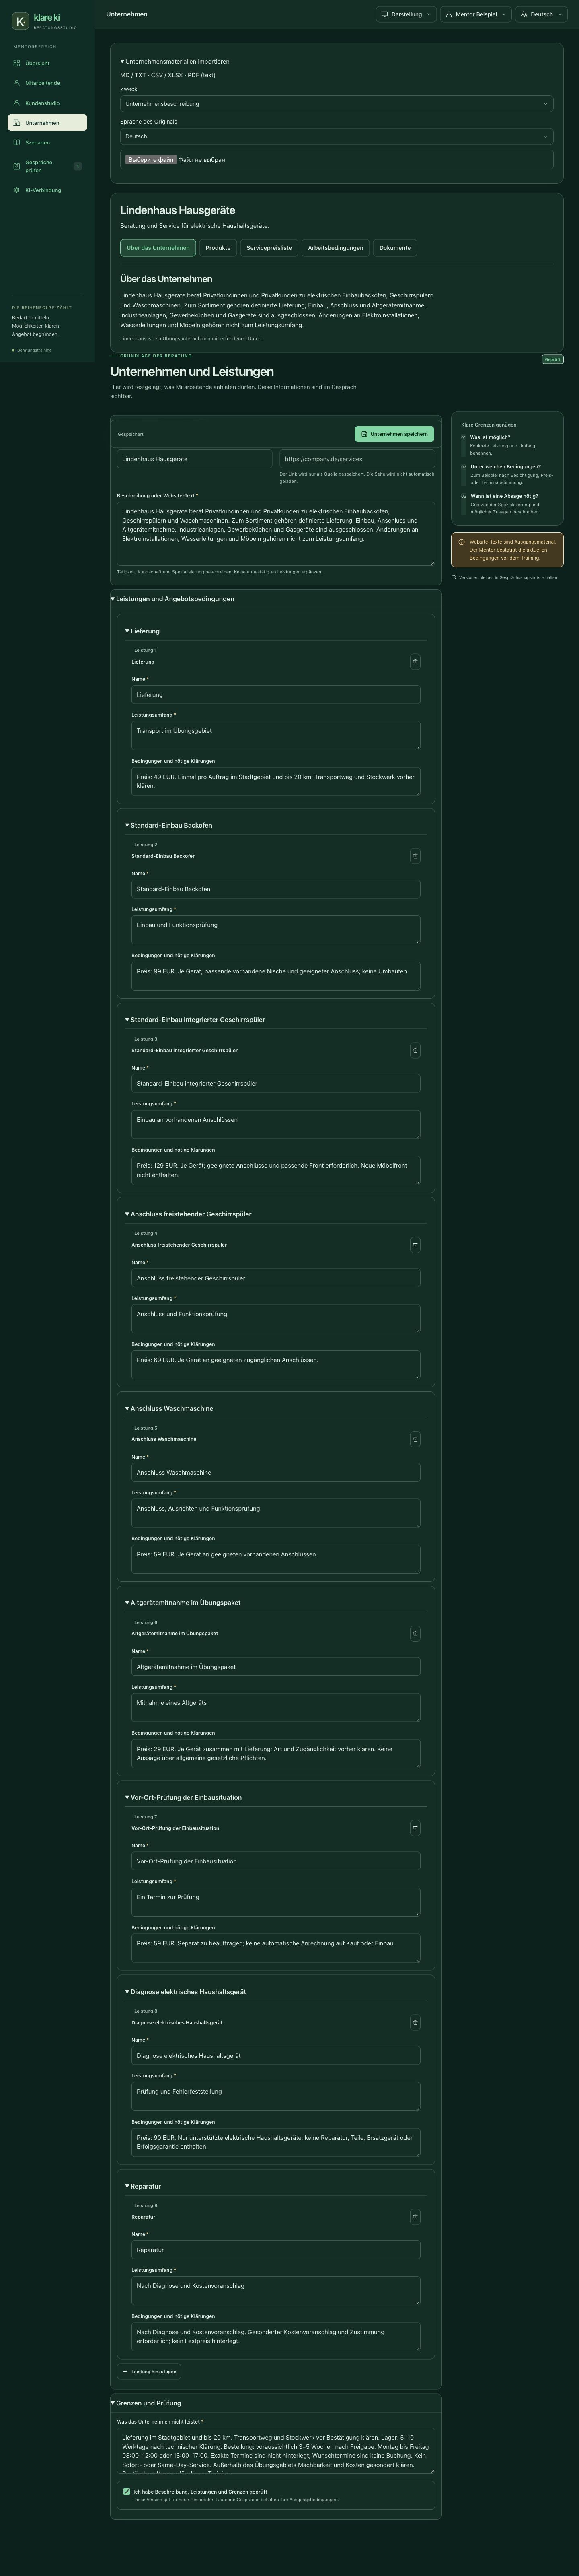 klare ki
BERATUNGSSTUDIO
MENTORBEREICH
Übersicht
Mitarbeitende
Kundenstudio
Unternehmen
Szenarien
Gespräche
prüfen
1
KI-Verbindung
DIE REIHENFOLGE ZÄHLT
Bedarf ermitteln.
Möglichkeiten klären.
Angebot begründen.
Beratungstraining
Unternehmen
Darstellung
Mentor Beispiel
Deutsch
Unternehmensmaterialien importieren
MD / TXT · CSV / XLSX · PDF (text)
Zweck
Unternehmensbeschreibung
Sprache des Originals
Deutsch
Выберите файл Файл не выбран
Lindenhaus Hausgeräte
Beratung und Service für elektrische Haushaltsgeräte.
Über das Unternehmen
Produkte
Servicepreisliste
Arbeitsbedingungen
Dokumente
Über das Unternehmen
Lindenhaus Hausgeräte berät Privatkundinnen und Privatkunden zu elektrischen Einbaubacköfen, Geschirrspülern
und Waschmaschinen. Zum Sortiment gehören definierte Lieferung, Einbau, Anschluss und Altgerätemitnahme.
Industrieanlagen, Gewerbeküchen und Gasgeräte sind ausgeschlossen. Änderungen an Elektroinstallationen,
Wasserleitungen und Möbeln gehören nicht zum Leistungsumfang.
Lindenhaus ist ein Übungsunternehmen mit erfundenen Daten.
GRUNDLAGE DER BERATUNG
Geprüft
Unternehmen und Leistungen
Hier wird festgelegt, was Mitarbeitende anbieten dürfen. Diese Informationen sind im Gespräch
sichtbar.
Gespeichert
Unternehmen speichern
Lindenhaus Hausgeräte
https://company.de/services
Der Link wird nur als Quelle gespeichert. Die Seite wird nicht automatisch
geladen.
Beschreibung oder Website-Text *
Lindenhaus Hausgeräte berät Privatkundinnen und Privatkunden zu elektrischen Einbaubacköfen,
Geschirrspülern und Waschmaschinen. Zum Sortiment gehören definierte Lieferung, Einbau, Anschluss und
Altgerätemitnahme. Industrieanlagen, Gewerbeküchen und Gasgeräte sind ausgeschlossen. Änderungen an
Elektroinstallationen, Wasserleitungen und Möbeln gehören nicht zum Leistungsumfang.
Tätigkeit, Kundschaft und Spezialisierung beschreiben. Keine unbestätigten Leistungen ergänzen.
Klare Grenzen genügen
01 Was ist möglich?
Konkrete Leistung und Umfang
benennen.
02 Unter welchen Bedingungen?
Zum Beispiel nach Besichtigung, Preis-
oder Terminabstimmung.
03 Wann ist eine Absage nötig?
Grenzen der Spezialisierung und
möglicher Zusagen beschreiben.
Website-Texte sind Ausgangsmaterial.
Der Mentor bestätigt die aktuellen
Bedingungen vor dem Training.
Versionen bleiben in Gesprächssnapshots erhalten
Leistungen und Angebotsbedingungen
Lieferung
Leistung 1
Lieferung
Name *
Lieferung
Leistungsumfang *
Transport im Übungsgebiet
Bedingungen und nötige Klärungen
Preis: 49 EUR. Einmal pro Auftrag im Stadtgebiet und bis 20 km; Transportweg und Stockwerk vorher
klären.
Standard-Einbau Backofen
Leistung 2
Standard-Einbau Backofen
Name *
Standard-Einbau Backofen
Leistungsumfang *
Einbau und Funktionsprüfung
Bedingungen und nötige Klärungen
Preis: 99 EUR. Je Gerät, passende vorhandene Nische und geeigneter Anschluss; keine Umbauten.
Standard-Einbau integrierter Geschirrspüler
Leistung 3
Standard-Einbau integrierter Geschirrspüler
Name *
Standard-Einbau integrierter Geschirrspüler
Leistungsumfang *
Einbau an vorhandenen Anschlüssen
Bedingungen und nötige Klärungen
Preis: 129 EUR. Je Gerät; geeignete Anschlüsse und passende Front erforderlich. Neue Möbelfront
nicht enthalten.
Anschluss freistehender Geschirrspüler
Leistung 4
Anschluss freistehender Geschirrspüler
Name *
Anschluss freistehender Geschirrspüler
Leistungsumfang *
Anschluss und Funktionsprüfung
Bedingungen und nötige Klärungen
Preis: 69 EUR. Je Gerät an geeigneten zugänglichen Anschlüssen.
Anschluss Waschmaschine
Leistung 5
Anschluss Waschmaschine
Name *
Anschluss Waschmaschine
Leistungsumfang *
Anschluss, Ausrichten und Funktionsprüfung
Bedingungen und nötige Klärungen
Preis: 59 EUR. Je Gerät an geeigneten vorhandenen Anschlüssen.
Altgerätemitnahme im Übungspaket
Leistung 6
Altgerätemitnahme im Übungspaket
Name *
Altgerätemitnahme im Übungspaket
Leistungsumfang *
Mitnahme eines Altgeräts
Bedingungen und nötige Klärungen
Preis: 29 EUR. Je Gerät zusammen mit Lieferung; Art und Zugänglichkeit vorher klären. Keine
Aussage über allgemeine gesetzliche Pflichten.
Vor-Ort-Prüfung der Einbausituation
Leistung 7
Vor-Ort-Prüfung der Einbausituation
Name *
Vor-Ort-Prüfung der Einbausituation
Leistungsumfang *
Ein Termin zur Prüfung
Bedingungen und nötige Klärungen
Preis: 59 EUR. Separat zu beauftragen; keine automatische Anrechnung auf Kauf oder Einbau.
Diagnose elektrisches Haushaltsgerät
Leistung 8
Diagnose elektrisches Haushaltsgerät
Name *
Diagnose elektrisches Haushaltsgerät
Leistungsumfang *
Prüfung und Fehlerfeststellung
Bedingungen und nötige Klärungen
Preis: 90 EUR. Nur unterstützte elektrische Haushaltsgeräte; keine Reparatur, Teile, Ersatzgerät oder
Erfolgsgarantie enthalten.
Reparatur
Leistung 9
Reparatur
Name *
Reparatur
Leistungsumfang *
Nach Diagnose und Kostenvoranschlag
Bedingungen und nötige Klärungen
Nach Diagnose und Kostenvoranschlag. Gesonderter Kostenvoranschlag und Zustimmung
erforderlich; kein Festpreis hinterlegt.
Leistung hinzufügen
Grenzen und Prüfung
Was das Unternehmen nicht leistet *
Lieferung im Stadtgebiet und bis 20 km. Transportweg und Stockwerk vor Bestätigung klären. Lager: 5–10
Werktage nach technischer Klärung. Bestellung: voraussichtlich 3–5 Wochen nach Freigabe. Montag bis Freitag
08:00–12:00 oder 13:00–17:00. Exakte Termine sind nicht hinterlegt; Wunschtermine sind keine Buchung. Kein
Sofort- oder Same-Day-Service. Außerhalb des Übungsgebiets Machbarkeit und Kosten gesondert klären.
Ich habe Beschreibung, Leistungen und Grenzen geprüft
Diese Version gilt für neue Gespräche. Laufende Gespräche behalten ihre Ausgangsbedingungen.